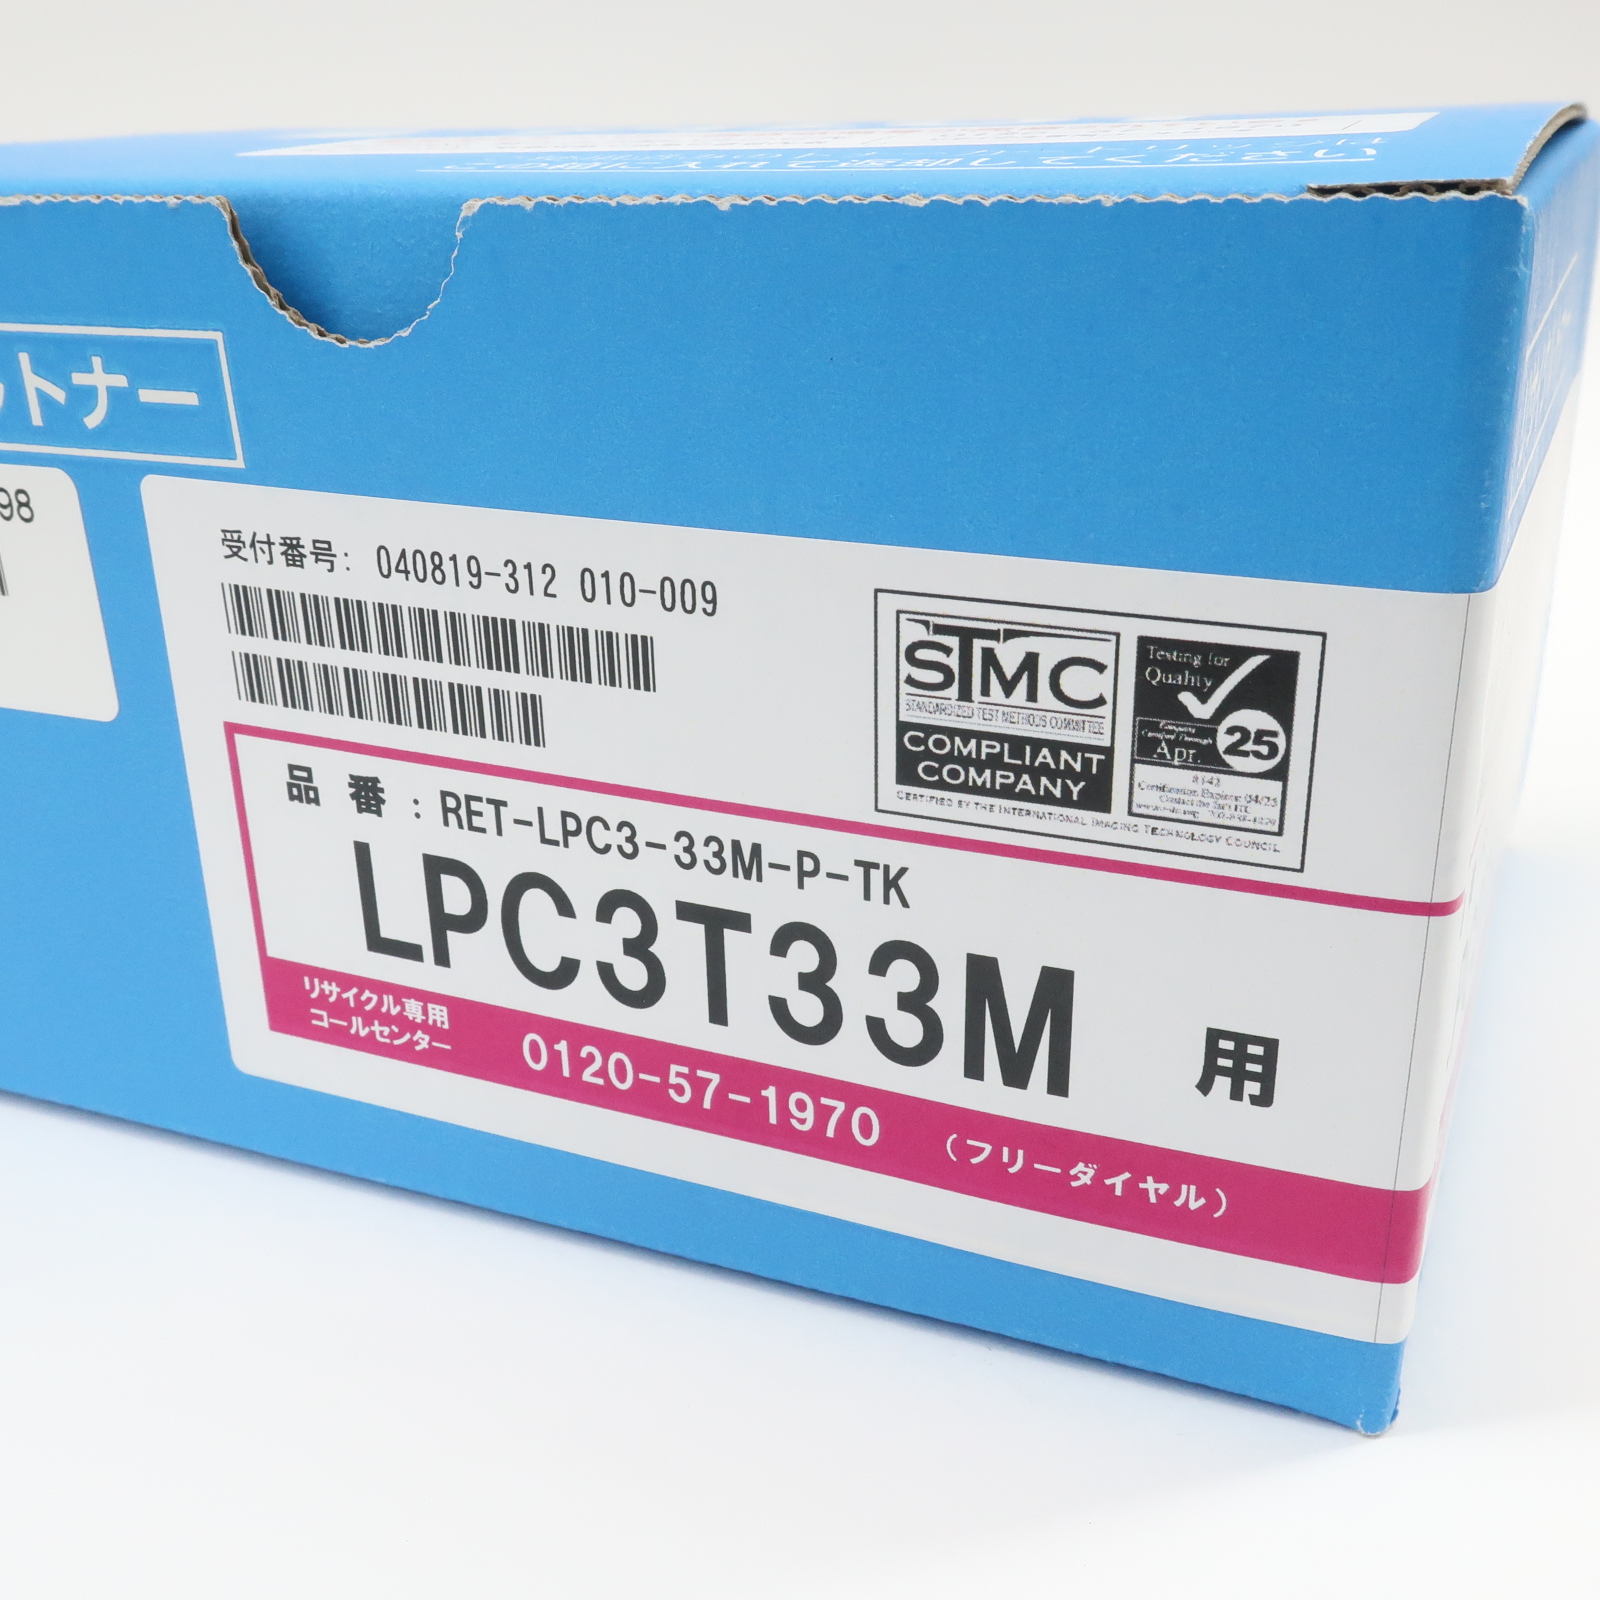 トナー
98
受付番号: 040819-312 010-009
STMC
STANDARDIZED TEST METHODS COMMITTEE
COMPLIANT
COMPANY
CERTIFIED BY THE INTERNATIONAL IMAGING TECHNOLOGY COUNCIL
Testing for
Quality
Apr. 25
品番: RET-LPC3-33M-P-TK
LPC3T33M 用
リサイクル専用
コールセンター
0120-57-1970 (フリーダイヤル)